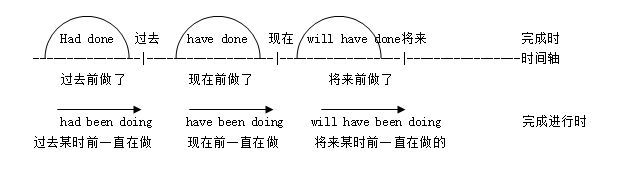 Had done 过去 have done 现在 will have done 将来 完成时
时间轴
过去前做了 现在前做了 将来前做了
had been doing have been doing will have been doing 完成进行时
过去某时前一直在做 现在前一直在做 将来某时前一直在做的